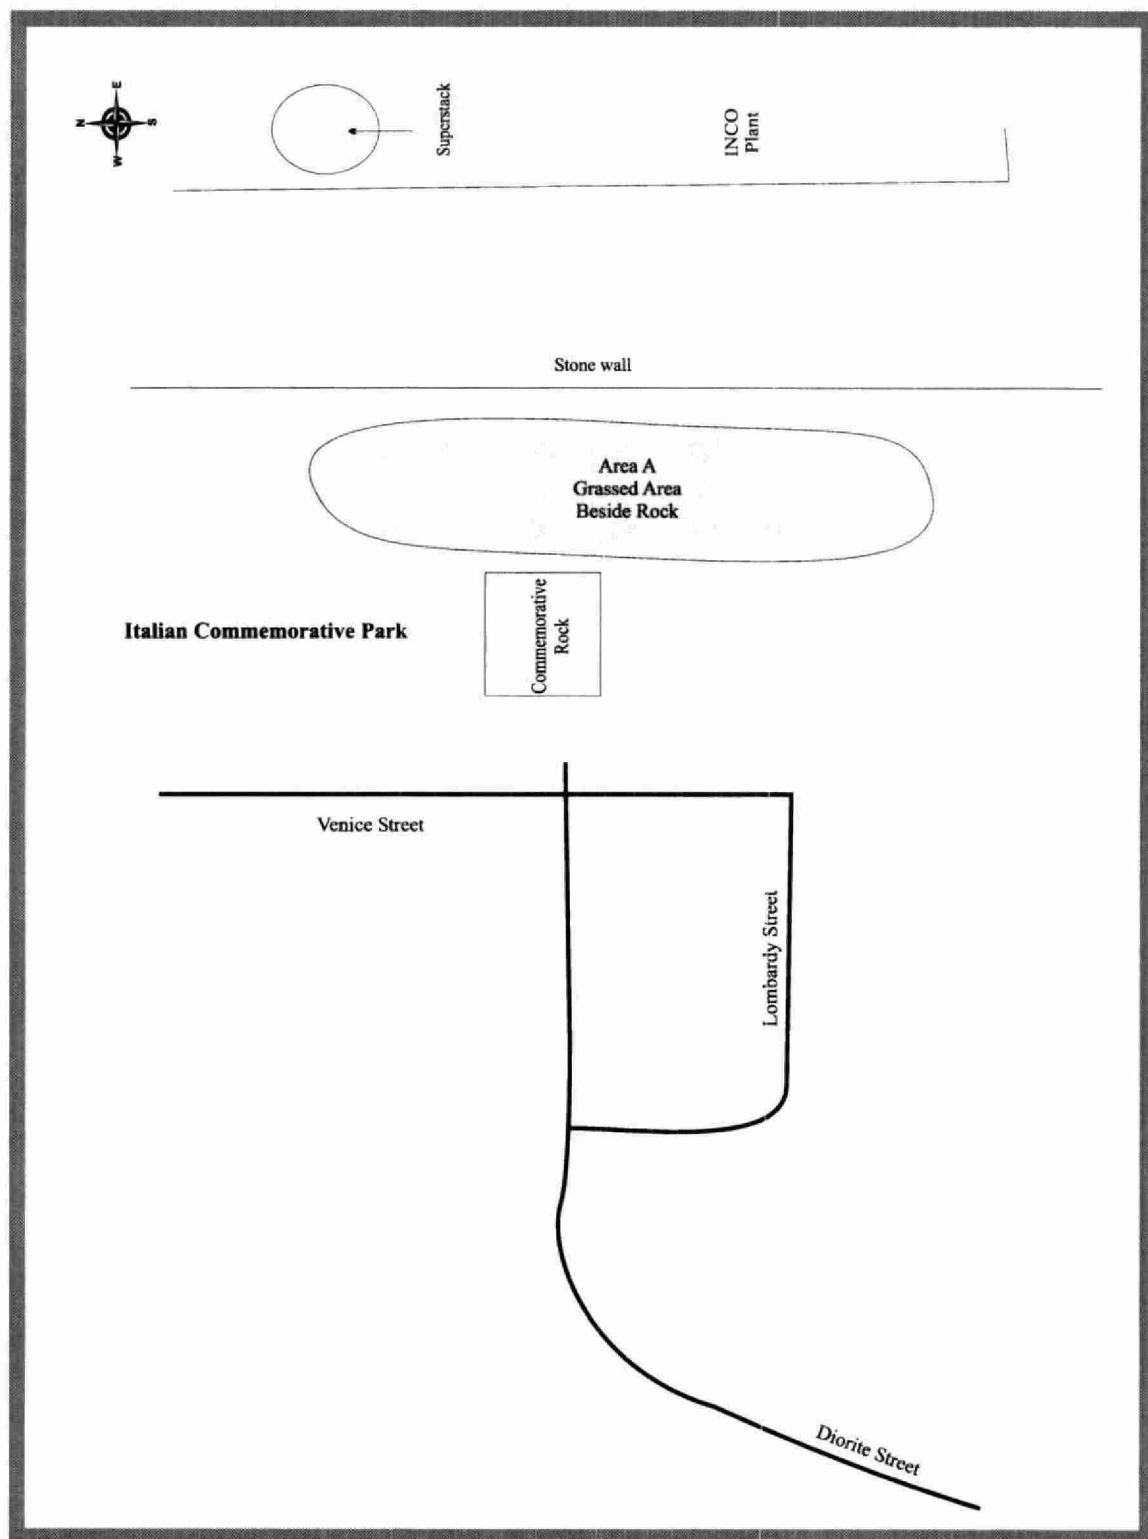 N
E
S
W
Superstack
INCO
Plant
Stone wall
Area A
Grassed Area
Beside Rock
Commemorative
Rock
Italian Commemorative Park
Venice Street
Lombardy Street
Diorite Street